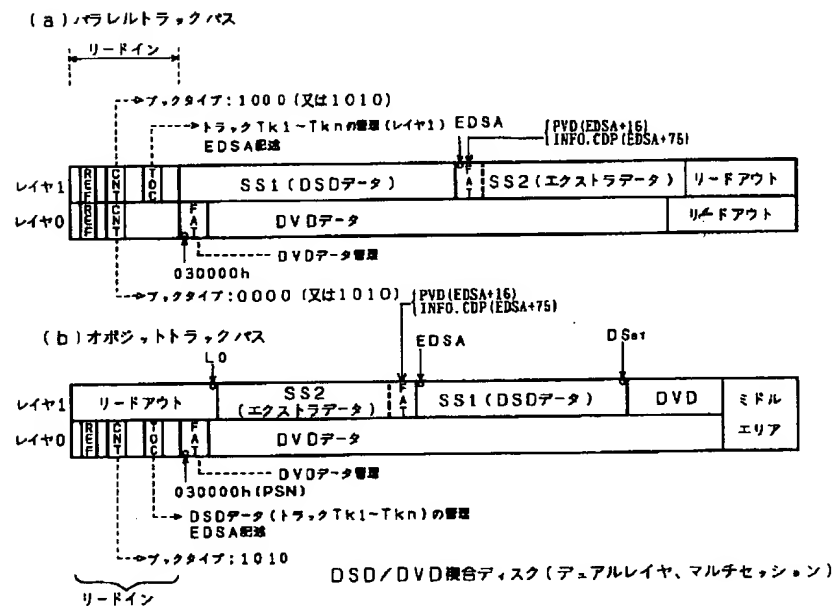 (a)パラレルトラックパス
リードイン
ブックタイプ:1000(又は1010)
トラックTk1~Tknの管理(レイヤ1)
EDSA記述
EDSA
PVD(EDSA+16)
INFO.CDP(EDSA+75)
レイヤ1
REF
CNT
TOC
SS1(DSDデータ)
FAT
SS2(エクストラデータ)
リードアウト
レイヤ0
REF
CNT
FAT
DVDデータ
リードアウト
DVDデータ管理
030000h
ブックタイプ:0000(又は1010)
PVD(EDSA+16)
INFO.CDP(EDSA+75)
(b)オポジットトラックパス
L0
EDSA
DSst
レイヤ1
リードアウト
SS2
(エクストラデータ)
FAT
SS1(DSDデータ)
DVD
ミドル
エリア
レイヤ0
REF
CNT
TOC
FAT
DVDデータ
DVDデータ管理
030000h(PSN)
DSDデータ(トラックTk1~Tkn)の管理
EDSA記述
ブックタイプ:1010
リードイン
DSD/DVD複合ディスク(デュアルレイヤ、マルチセッション)